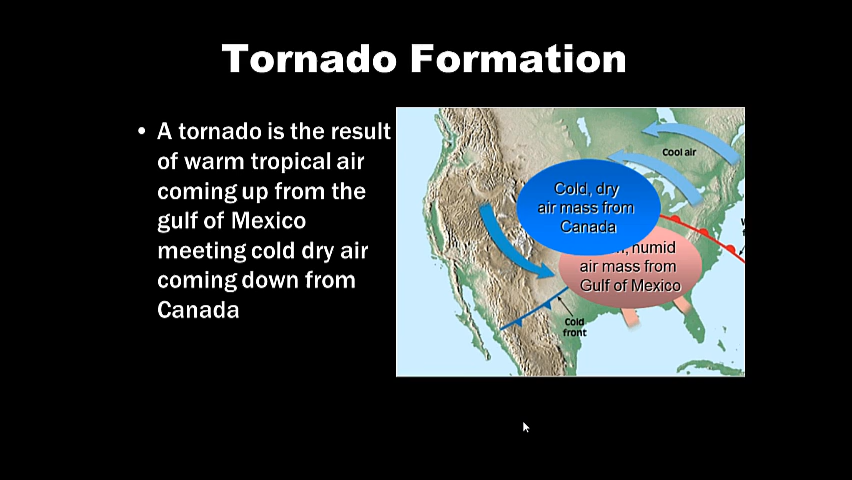 Tornado Formation
• A tornado is the result
of warm tropical air
coming up from the
gulf of Mexico
meeting cold dry air
coming down from
Canada
Cool air
Cold, dry
air mass from
Canada
humid
air mass from
Gulf of Mexico
Cold
front